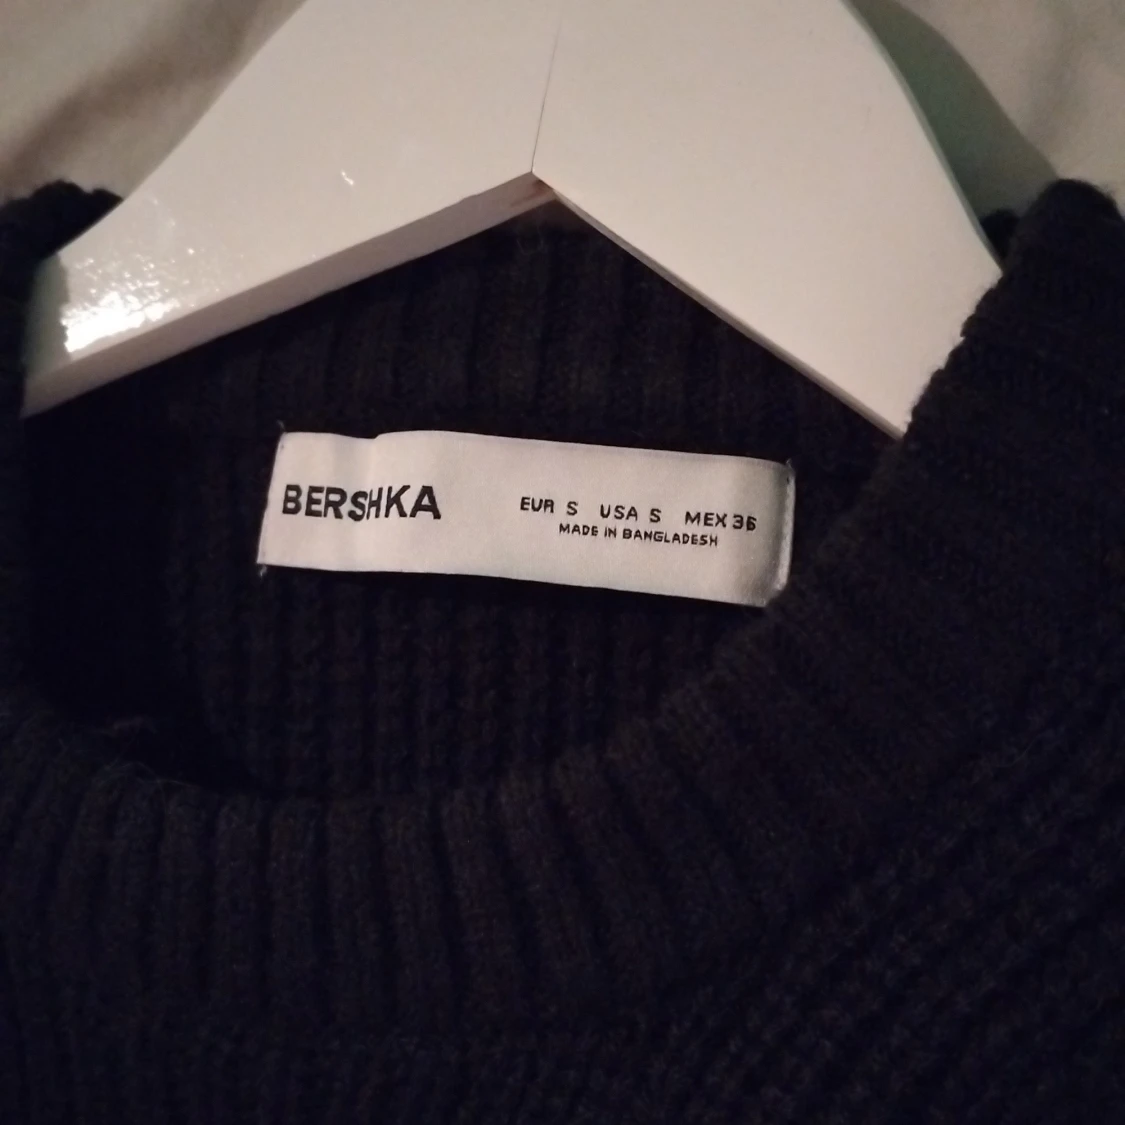 BERSHKA
EUR S USA S MEX 36
MADE IN BANGLADESH